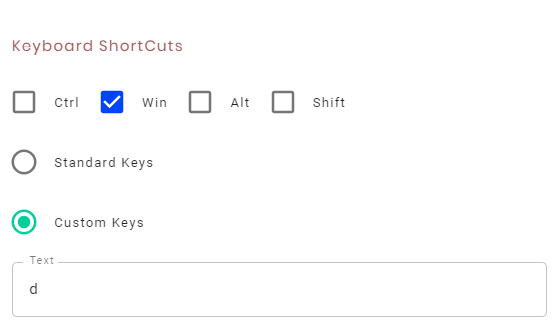 Keyboard ShortCuts
Ctrl Win Alt Shift
Standard Keys
Custom Keys
Text
d